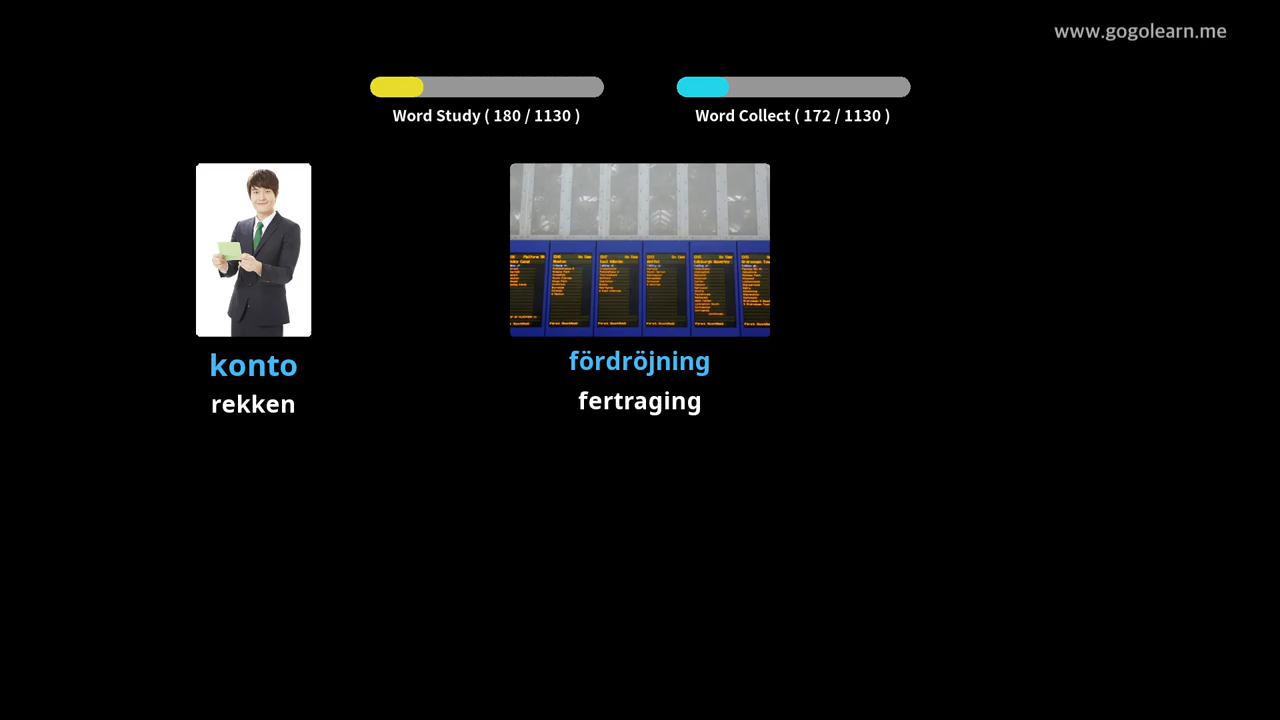 www.gogolearn.me
Word Study ( 180 / 1130 )
Word Collect ( 172 / 1130 )
konto
rekken
fördröjning
fertraging